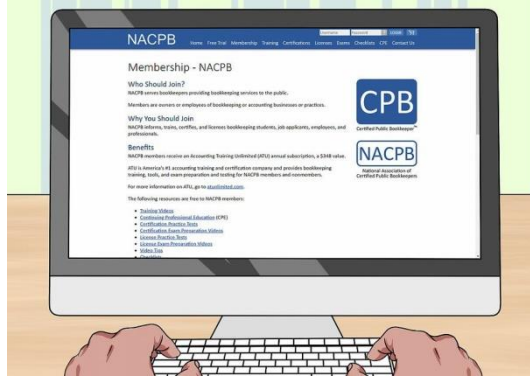 NACPB
Username Password LOGIN
Home Free Trial Membership Training Certifications Licenses Exams Checklists CPE Contact Us
Membership - NACPB
Who Should Join?
NACPB serves bookkeepers providing bookkeeping services to the public.
Members are owners or employees of bookkeeping or accounting businesses or practices.
Why You Should Join
NACPB informs, trains, certifies, and licenses bookkeeping students, job applicants, employees, and
professionals.
Benefits
NACPB members receive an Accounting Training Unlimited (ATU) annual subscription, a $348 value.
ATU is America's #1 accounting training and certification company and provides bookkeeping
training, tools, and exam preparation and testing for NACPB members and nonmembers.
For more information on ATU, go to atunlimited.com.
The following resources are free to NACPB members:
• Training Videos
• Continuing Professional Education (CPE)
• Certification Practice Tests
• Certification Exam Preparation Videos
• License Practice Tests
• License Exam Preparation Videos
• Video Tips
• Checklists
CPB
Certified Public Bookkeeper™
NACPB
National Association of
Certified Public Bookkeepers